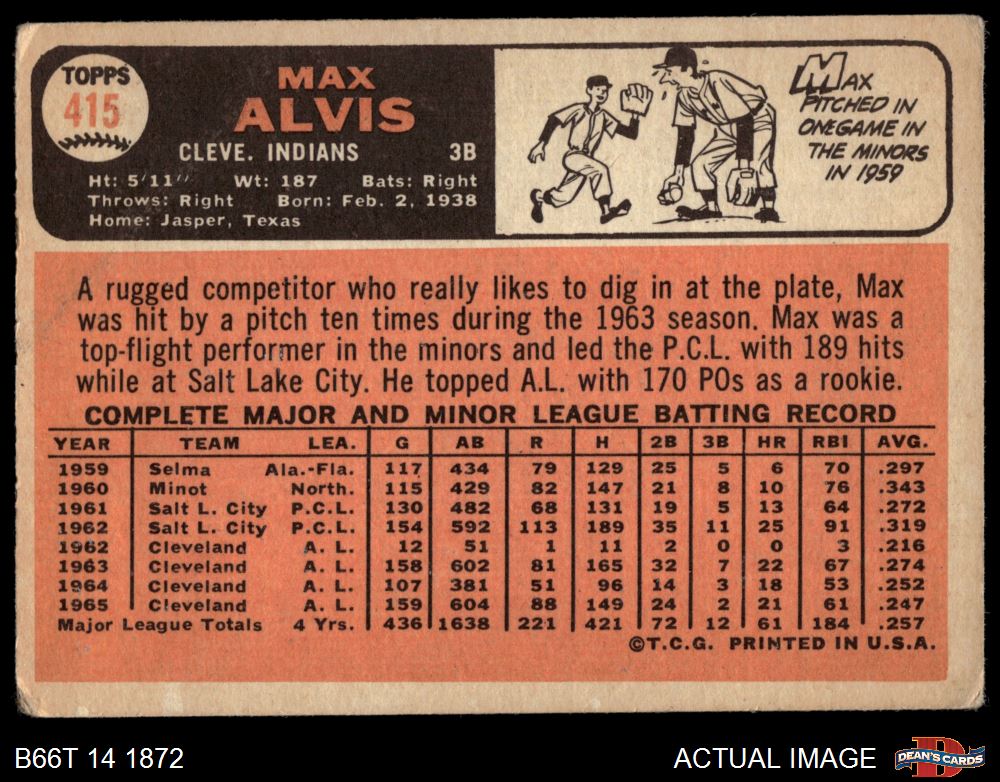 TOPPS
415
MAX
ALVIS
CLEVE. INDIANS 3B
Ht: 5'11" Wt: 187 Bats: Right
Throws: Right Born: Feb. 2, 1938
Home: Jasper, Texas
MAX
PITCHED IN
ONE GAME IN
THE MINORS
IN 1959
A rugged competitor who really likes to dig in at the plate, Max
was hit by a pitch ten times during the 1963 season. Max was a
top-flight performer in the minors and led the P.C.L. with 189 hits
while at Salt Lake City. He topped A.L. with 170 POs as a rookie.
COMPLETE MAJOR AND MINOR LEAGUE BATTING RECORD
YEAR TEAM LEA. G AB R H 2B 3B HR RBI AVG.
1959 Selma Ala.-Fla. 117 434 79 129 25 5 6 70 .297
1960 Minot North. 115 429 82 147 21 8 10 76 .343
1961 Salt L. City P.C.L. 130 482 68 131 19 5 13 64 .272
1962 Salt L. City P.C.L. 154 592 113 189 35 11 25 91 .319
1962 Cleveland A. L. 12 51 1 11 2 0 0 3 .216
1963 Cleveland A. L. 158 602 81 165 32 7 22 67 .274
1964 Cleveland A. L. 107 381 51 96 14 3 18 53 .252
1965 Cleveland A. L. 159 604 88 149 24 2 21 61 .247
Major League Totals 4 Yrs. 436 1638 221 421 72 12 61 184 .257
©T.C.G. PRINTED IN U.S.A.
B66T 14 1872
ACTUAL IMAGE
D
DEAN'S CARDS